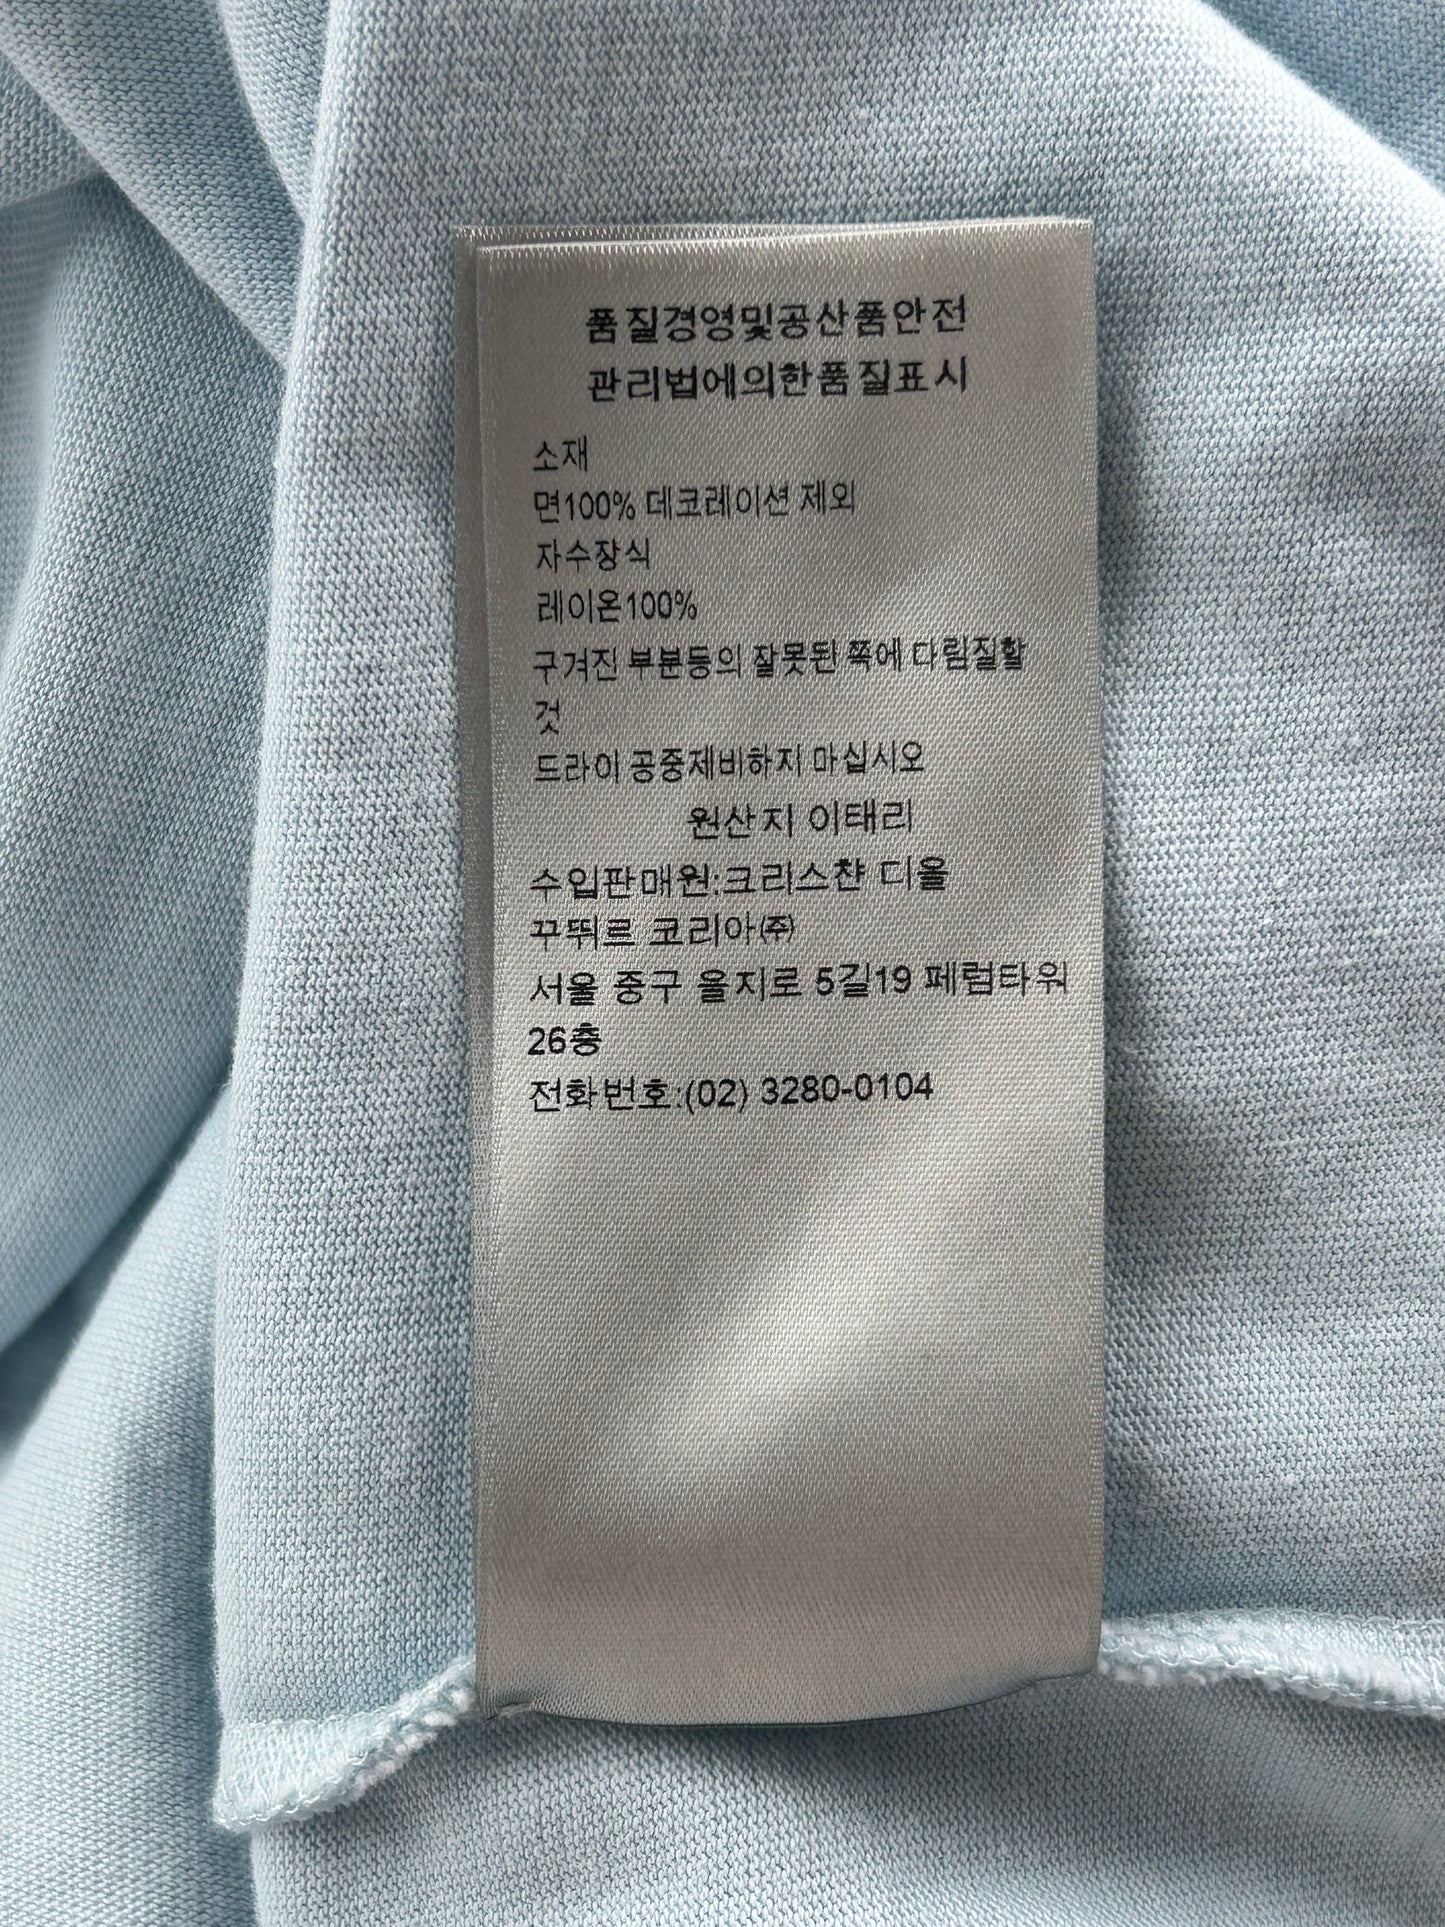 품질경영및공산품안전
관리법에의한품질표시
소재
면100% 데코레이션 제외
자수장식
레이온100%
구겨진 부분등의 잘못된 쪽에 다림질할
것
드라이 공중제비하지 마십시오
원산지 이태리
수입판매원:크리스챤 디올
꾸뛰르 코리아㈜
서울 중구 을지로 5길19 페럼타워
26층
전화번호:(02) 3280-0104